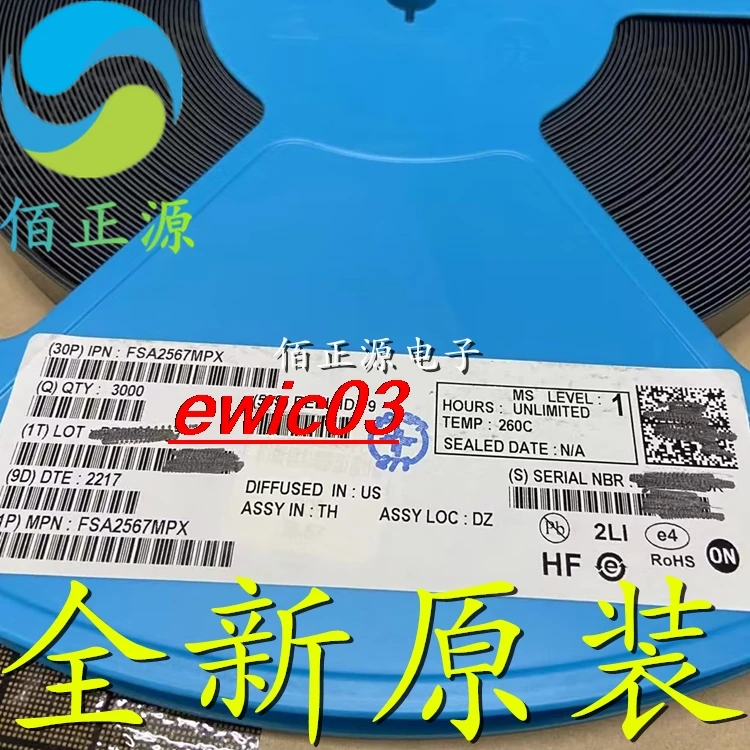 佰正源
佰正源电子
(30P) IPN : FSA2567MPX
(Q) QTY : 3000
ewic03
(1T) LOT
(9D) DTE : 2217
1P) MPN : FSA2567MPX
DIFFUSED IN : US
ASSY IN : TH
ASSY LOC : DZ
MS LEVEL : 1
HOURS : UNLIMITED
TEMP : 260C
SEALED DATE : N/A
(S) SERIAL NBR
Pb
2LI
e4
HF
e
RoHS
ON
全新原装